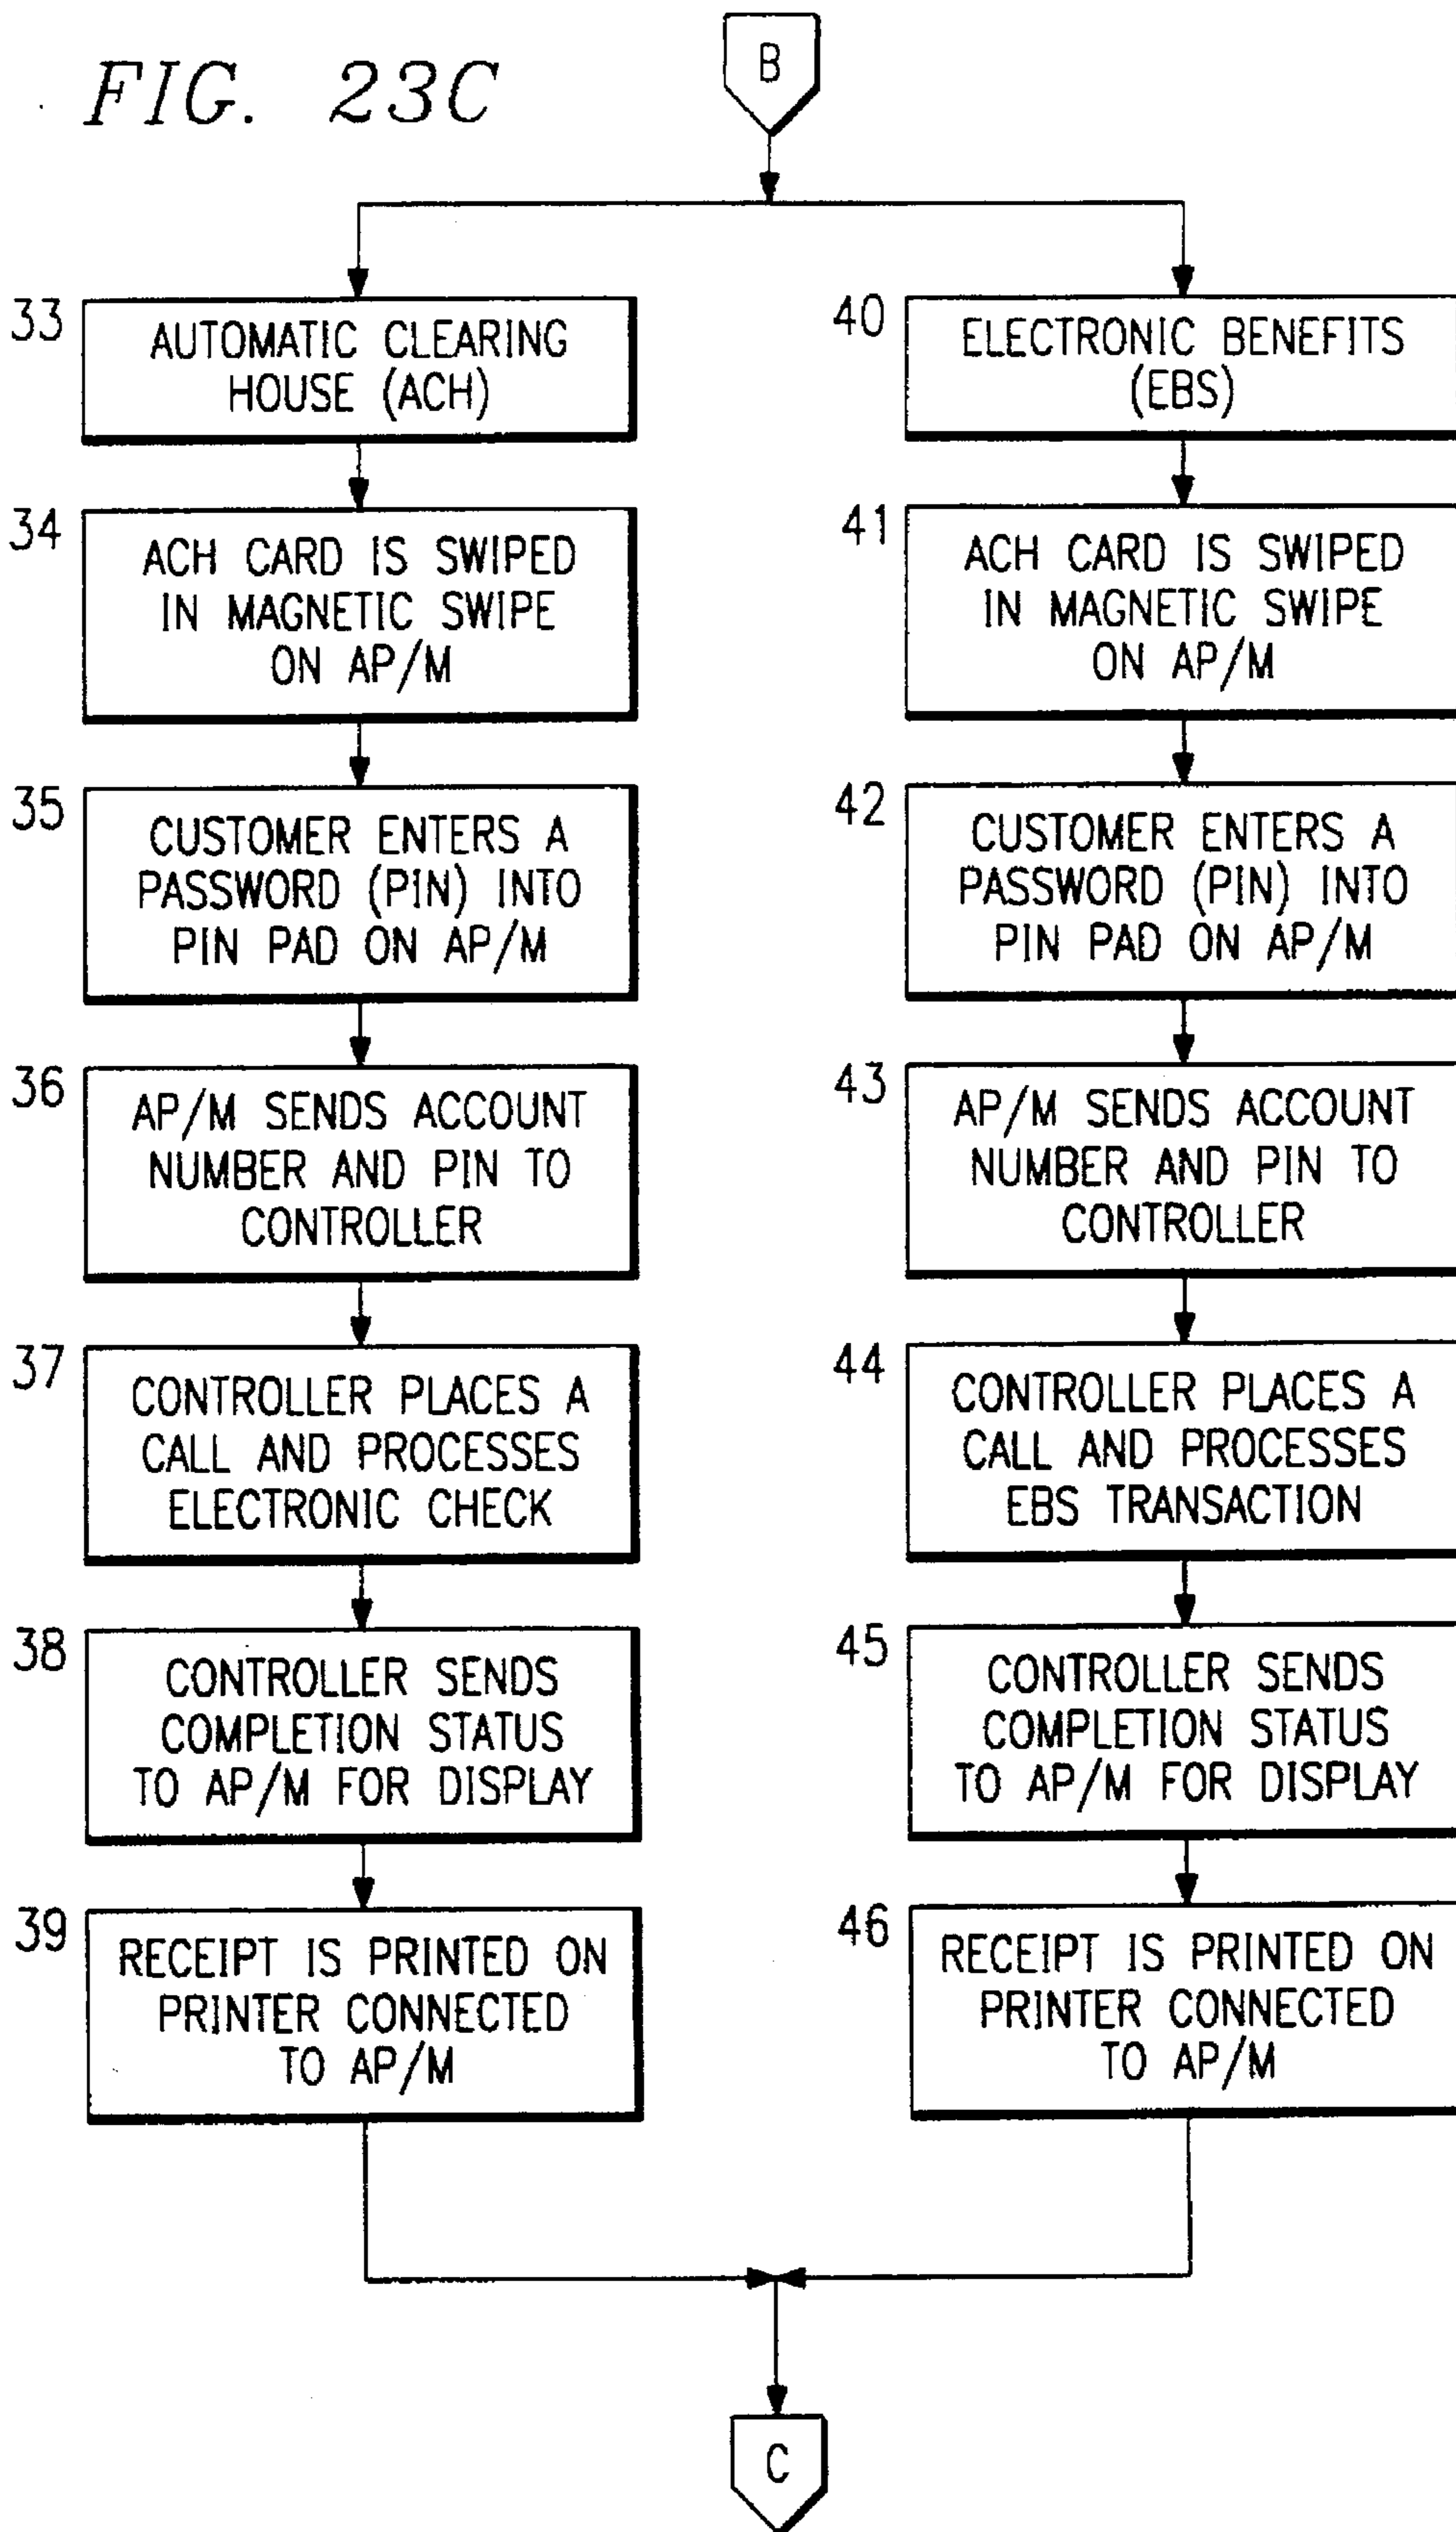 FIG. 23C
B
33
AUTOMATIC CLEARING
HOUSE (ACH)
34
ACH CARD IS SWIPED
IN MAGNETIC SWIPE
ON AP/M
35
CUSTOMER ENTERS A
PASSWORD (PIN) INTO
PIN PAD ON AP/M
36
AP/M SENDS ACCOUNT
NUMBER AND PIN TO
CONTROLLER
37
CONTROLLER PLACES A
CALL AND PROCESSES
ELECTRONIC CHECK
38
CONTROLLER SENDS
COMPLETION STATUS
TO AP/M FOR DISPLAY
39
RECEIPT IS PRINTED ON
PRINTER CONNECTED
TO AP/M
40
ELECTRONIC BENEFITS
(EBS)
41
ACH CARD IS SWIPED
IN MAGNETIC SWIPE
ON AP/M
42
CUSTOMER ENTERS A
PASSWORD (PIN) INTO
PIN PAD ON AP/M
43
AP/M SENDS ACCOUNT
NUMBER AND PIN TO
CONTROLLER
44
CONTROLLER PLACES A
CALL AND PROCESSES
EBS TRANSACTION
45
CONTROLLER SENDS
COMPLETION STATUS
TO AP/M FOR DISPLAY
46
RECEIPT IS PRINTED ON
PRINTER CONNECTED
TO AP/M
C